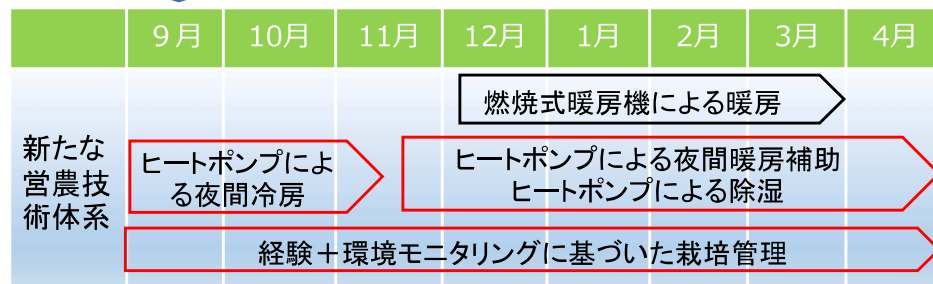 9月 10月 11月 12月 1月 2月 3月 4月
新たな
営農技
術体系
燃焼式暖房機による暖房
ヒートポンプによ
る夜間冷房
ヒートポンプによる夜間暖房補助
ヒートポンプによる除湿
経験＋環境モニタリングに基づいた栽培管理